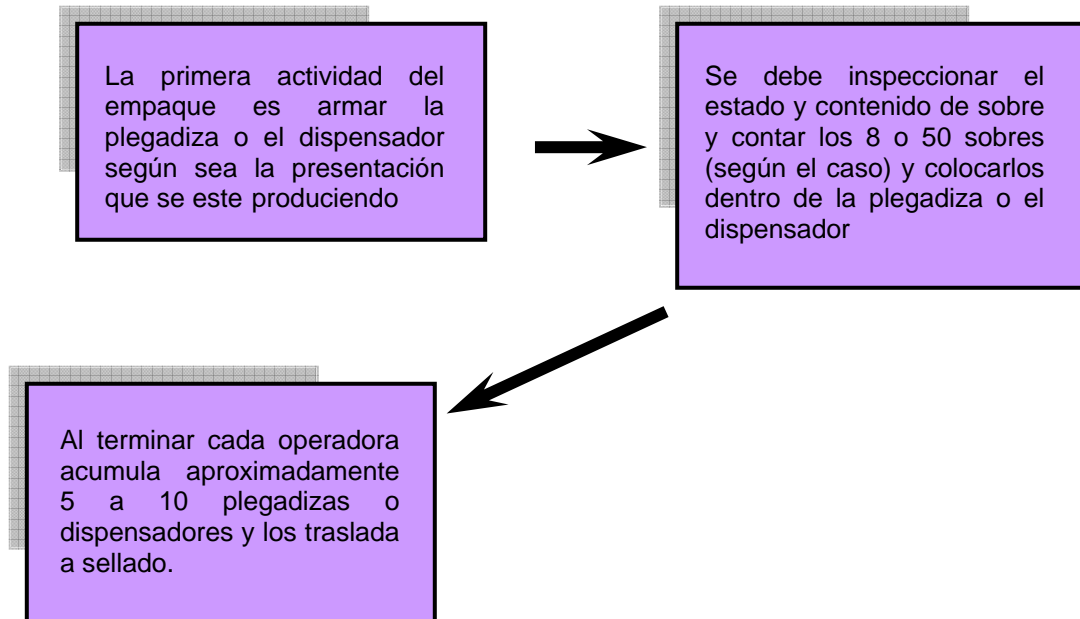 La primera actividad del
empaque es armar la
plegadiza o el dispensador
según sea la presentación
que se este produciendo
Se debe inspeccionar el
estado y contenido de sobre
y contar los 8 o 50 sobres
(según el caso) y colocarlos
dentro de la plegadiza o el
dispensador
Al terminar cada operadora
acumula aproximadamente
5 a 10 plegadizas o
dispensadores y los traslada
a sellado.